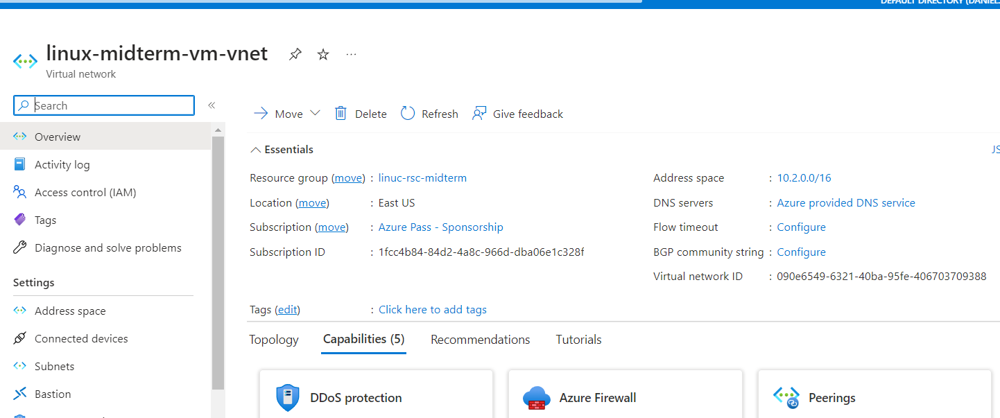 DEFAULT DIRECTORY (DANIEL
linux-midterm-vm-vnet
Virtual network
Search
Overview
Activity log
Access control (IAM)
Tags
Diagnose and solve problems
Settings
Address space
Connected devices
Subnets
Bastion
Move
Delete
Refresh
Give feedback
Essentials
JS
Resource group (move) : linuc-rsc-midterm
Location (move) : East US
Subscription (move) : Azure Pass - Sponsorship
Subscription ID : 1fcc4b84-84d2-4a8c-966d-dba06e1c328f
Address space : 10.2.0.0/16
DNS servers : Azure provided DNS service
Flow timeout : Configure
BGP community string : Configure
Virtual network ID : 090e6549-6321-40ba-95fe-406703709388
Tags (edit) : Click here to add tags
Topology
Capabilities (5)
Recommendations
Tutorials
DDoS protection
Azure Firewall
Peerings